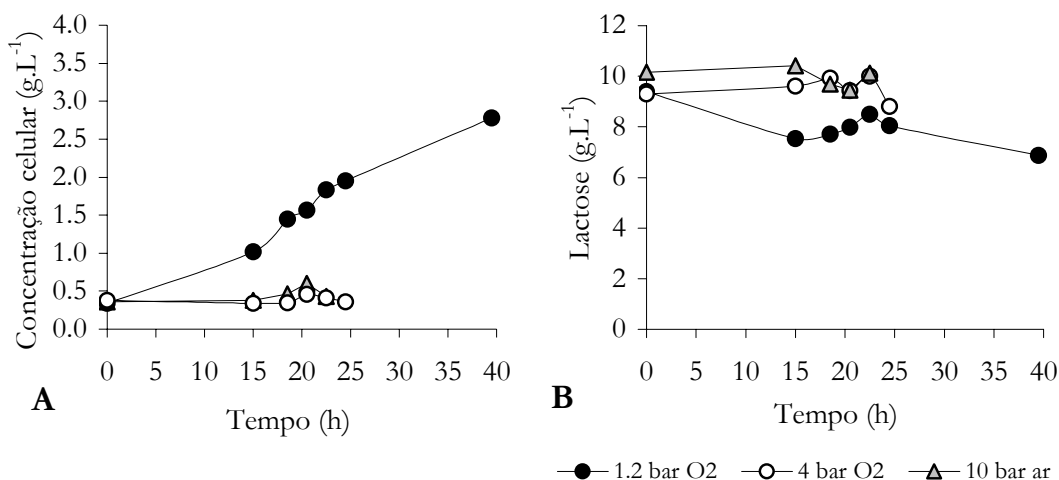 Concentração celular (g.L-1)
4.0
3.5
3.0
2.5
2.0
1.5
1.0
0.5
0.0
0 5 10 15 20 25 30 35 40
Tempo (h)
A
Lactose (g.L-1)
12
10
8
6
4
2
0
0 5 10 15 20 25 30 35 40
Tempo (h)
B
1.2 bar O2 4 bar O2 10 bar ar